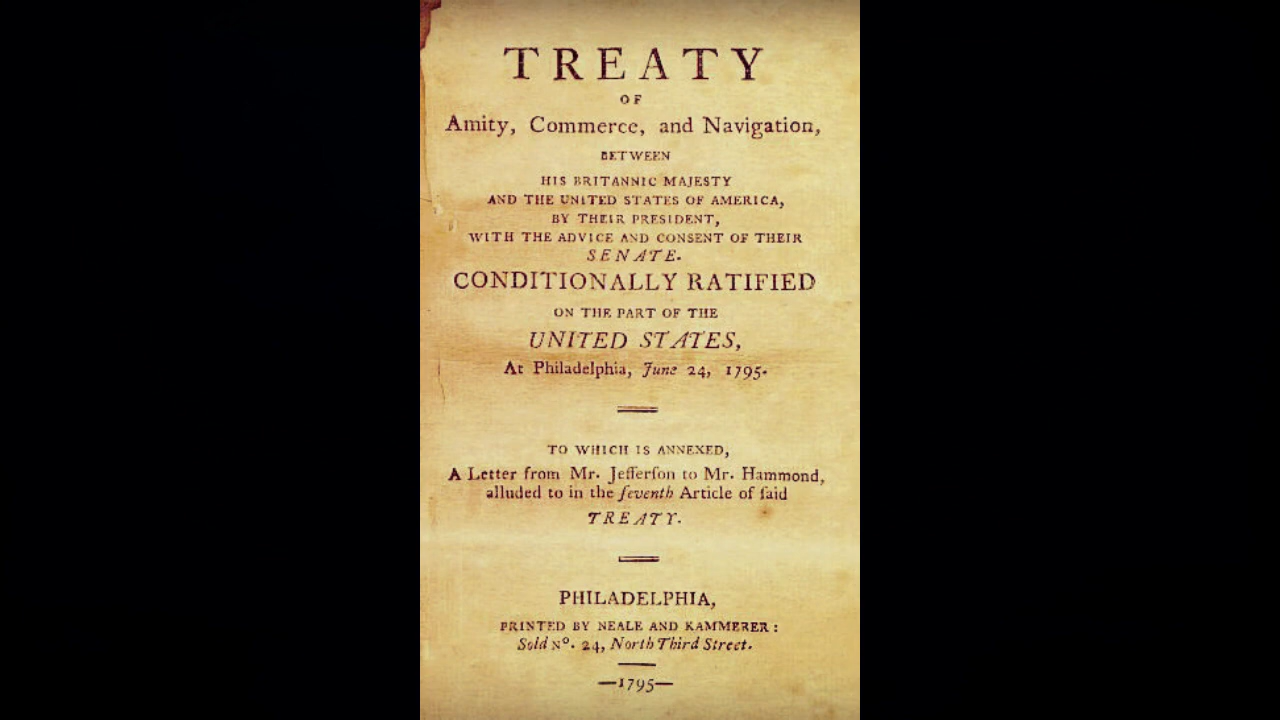 TREATY
OF
Amity, Commerce, and Navigation,
BETWEEN
HIS BRITANNIC MAJESTY
AND THE UNITED STATES OF AMERICA,
BY THEIR PRESIDENT,
WITH THE ADVICE AND CONSENT OF THEIR
SENATE.
CONDITIONALLY RATIFIED
ON THE PART OF THE
UNITED STATES,
At Philadelphia, June 24, 1795.
TO WHICH IS ANNEXED,
A Letter from Mr. Jefferſon to Mr. Hammond,
alluded to in the ſeventh Article of ſaid
TREATY.
PHILADELPHIA,
PRINTED BY NEALE AND KAMMERER:
Sold Nº. 24, North Third Street.
—1795—